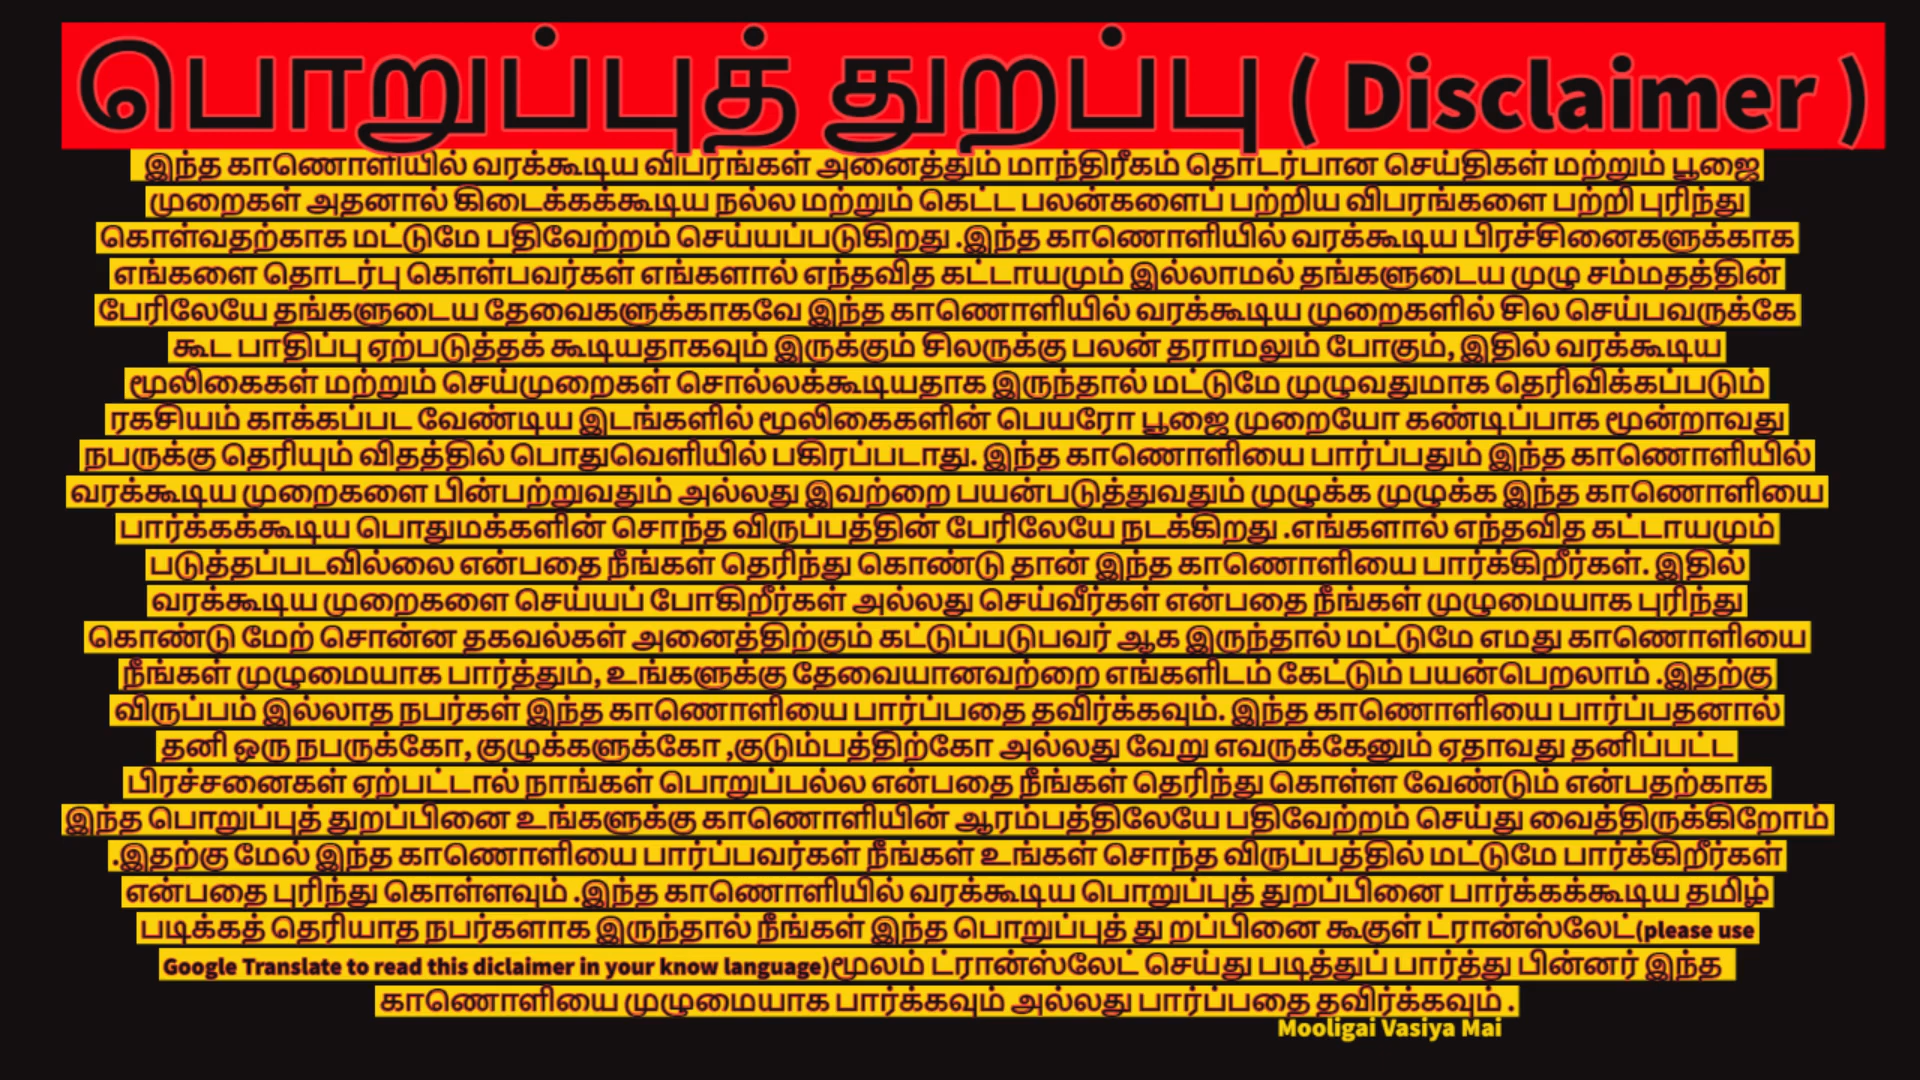 பொறுப்புத் துறப்பு ( Disclaimer )
இந்த காணொளியில் வரக்கூடிய விபரங்கள் அனைத்தும் மாந்திரீகம் தொடர்பான செய்திகள் மற்றும் பூஜை
முறைகள் அதனால் கிடைக்கக்கூடிய நல்ல மற்றும் கெட்ட பலன்களைப் பற்றிய விபரங்களை பற்றி புரிந்து
கொள்வதற்காக மட்டுமே பதிவேற்றம் செய்யப்படுகிறது .இந்த காணொளியில் வரக்கூடிய பிரச்சினைகளுக்காக
எங்களை தொடர்பு கொள்பவர்கள் எங்களால் எந்தவித கட்டாயமும் இல்லாமல் தங்களுடைய முழு சம்மதத்தின்
பேரிலேயே தங்களுடைய தேவைகளுக்காகவே இந்த காணொளியில் வரக்கூடிய முறைகளில் சில செய்பவருக்கே
கூட பாதிப்பு ஏற்படுத்தக் கூடியதாகவும் இருக்கும் சிலருக்கு பலன் தராமலும் போகும், இதில் வரக்கூடிய
மூலிகைகள் மற்றும் செய்முறைகள் சொல்லக்கூடியதாக இருந்தால் மட்டுமே முழுவதுமாக தெரிவிக்கப்படும்
ரகசியம் காக்கப்பட வேண்டிய இடங்களில் மூலிகைகளின் பெயரோ பூஜை முறையோ கண்டிப்பாக மூன்றாவது
நபருக்கு தெரியும் விதத்தில் பொதுவெளியில் பகிரப்படாது. இந்த காணொளியை பார்ப்பதும் இந்த காணொளியில்
வரக்கூடிய முறைகளை பின்பற்றுவதும் அல்லது இவற்றை பயன்படுத்துவதும் முழுக்க முழுக்க இந்த காணொளியை
பார்க்கக்கூடிய பொதுமக்களின் சொந்த விருப்பத்தின் பேரிலேயே நடக்கிறது .எங்களால் எந்தவித கட்டாயமும்
படுத்தப்படவில்லை என்பதை நீங்கள் தெரிந்து கொண்டு தான் இந்த காணொளியை பார்க்கிறீர்கள். இதில்
வரக்கூடிய முறைகளை செய்யப் போகிறீர்கள் அல்லது செய்வீர்கள் என்பதை நீங்கள் முழுமையாக புரிந்து
கொண்டு மேற் சொன்ன தகவல்கள் அனைத்திற்கும் கட்டுப்படுபவர் ஆக இருந்தால் மட்டுமே எமது காணொளியை
நீங்கள் முழுமையாக பார்த்தும், உங்களுக்கு தேவையானவற்றை எங்களிடம் கேட்டும் பயன்பெறலாம் .இதற்கு
விருப்பம் இல்லாத நபர்கள் இந்த காணொளியை பார்ப்பதை தவிர்க்கவும். இந்த காணொளியை பார்ப்பதனால்
தனி ஒரு நபருக்கோ, குழுக்களுக்கோ ,குடும்பத்திற்கோ அல்லது வேறு எவருக்கேனும் ஏதாவது தனிப்பட்ட
பிரச்சனைகள் ஏற்பட்டால் நாங்கள் பொறுப்பல்ல என்பதை நீங்கள் தெரிந்து கொள்ள வேண்டும் என்பதற்காக
இந்த பொறுப்புத் துறப்பினை உங்களுக்கு காணொளியின் ஆரம்பத்திலேயே பதிவேற்றம் செய்து வைத்திருக்கிறோம்
.இதற்கு மேல் இந்த காணொளியை பார்ப்பவர்கள் நீங்கள் உங்கள் சொந்த விருப்பத்தில் மட்டுமே பார்க்கிறீர்கள்
என்பதை புரிந்து கொள்ளவும் .இந்த காணொளியில் வரக்கூடிய பொறுப்புத் துறப்பினை பார்க்கக்கூடிய தமிழ்
படிக்கத் தெரியாத நபர்களாக இருந்தால் நீங்கள் இந்த பொறுப்புத் து றப்பினை கூகுள் ட்ரான்ஸ்லேட்(please use
Google Translate to read this diclaimer in your know language)மூலம் ட்ரான்ஸ்லேட் செய்து படித்துப் பார்த்து பின்னர் இந்த
காணொளியை முழுமையாக பார்க்கவும் அல்லது பார்ப்பதை தவிர்க்கவும் .
Mooligai Vasiya Mai